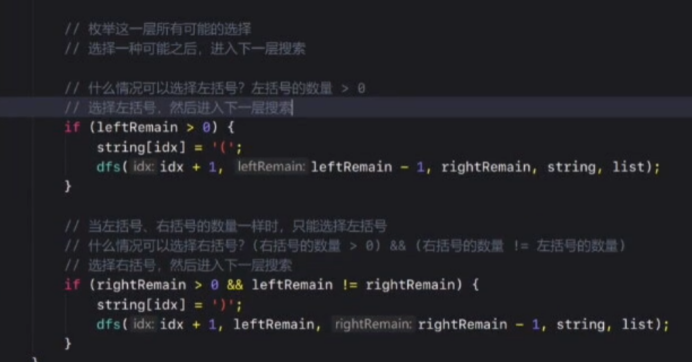 // 枚举这一层所有可能的选择
// 选择一种可能之后，进入下一层搜索
// 什么情况可以选择左括号？左括号的数量 > 0
// 选择左括号，然后进入下一层搜索
if (leftRemain > 0) {
string[idx] = '(';
dfs( idx: idx + 1, leftRemain: leftRemain - 1, rightRemain, string, list);
}
// 当左括号、右括号的数量一样时，只能选择左括号
// 什么情况可以选择右括号？(右括号的数量 > 0) && (右括号的数量 != 左括号的数量)
// 选择右括号，然后进入下一层搜索
if (rightRemain > 0 && leftRemain != rightRemain) {
string[idx] = ')';
dfs( idx: idx + 1, leftRemain, rightRemain: rightRemain - 1, string, list);
}